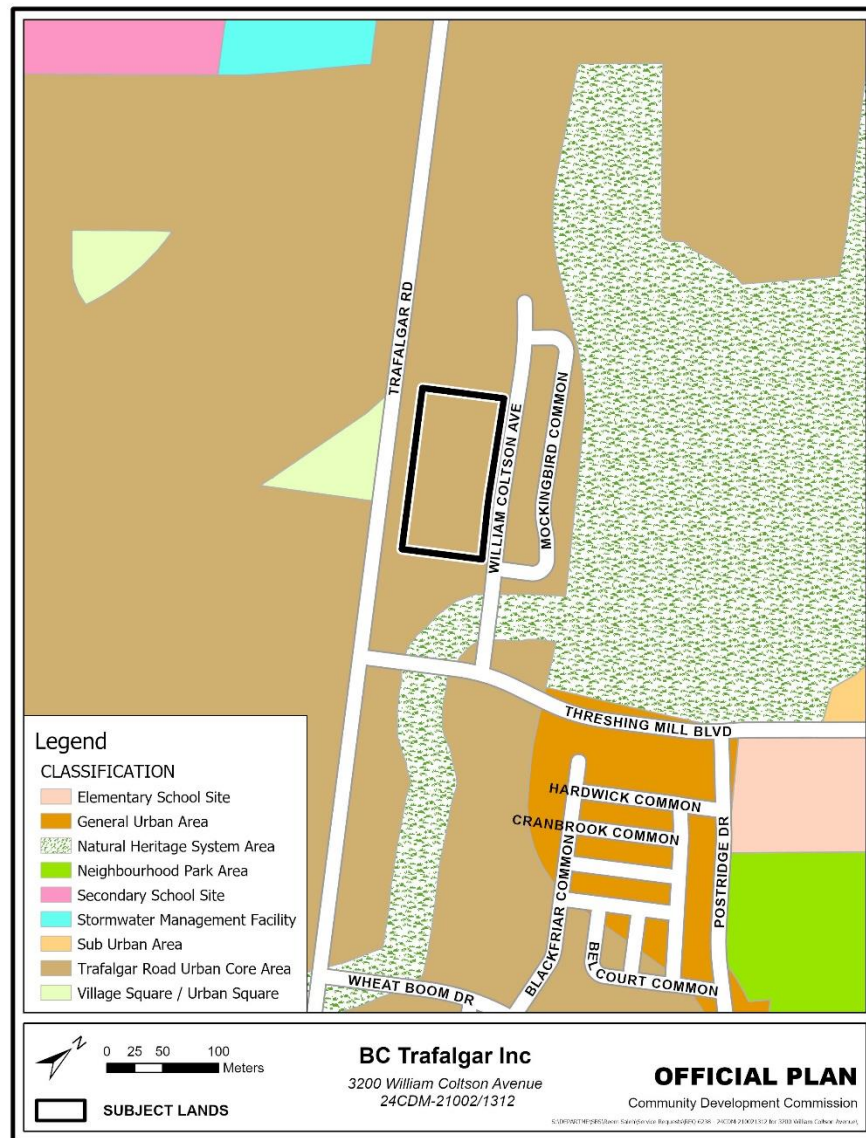 TRAFALGAR RD
WILLIAM COLTSON AVE
MOCKINGBIRD COMMON
THRESHING MILL BLVD
HARDWICK COMMON
CRANBROOK COMMON
POSTRIDGE DR
BLACKFRIAR COMMON
BELCOURT COMMON
WHEAT BOOM DR
Legend
CLASSIFICATION
Elementary School Site
General Urban Area
Natural Heritage System Area
Neighbourhood Park Area
Secondary School Site
Stormwater Management Facility
Sub Urban Area
Trafalgar Road Urban Core Area
Village Square / Urban Square
N
0 25 50 100
Meters
SUBJECT LANDS
BC Trafalgar Inc
3200 William Coltson Avenue
24CDM-21002/1312
OFFICIAL PLAN
Community Development Commission